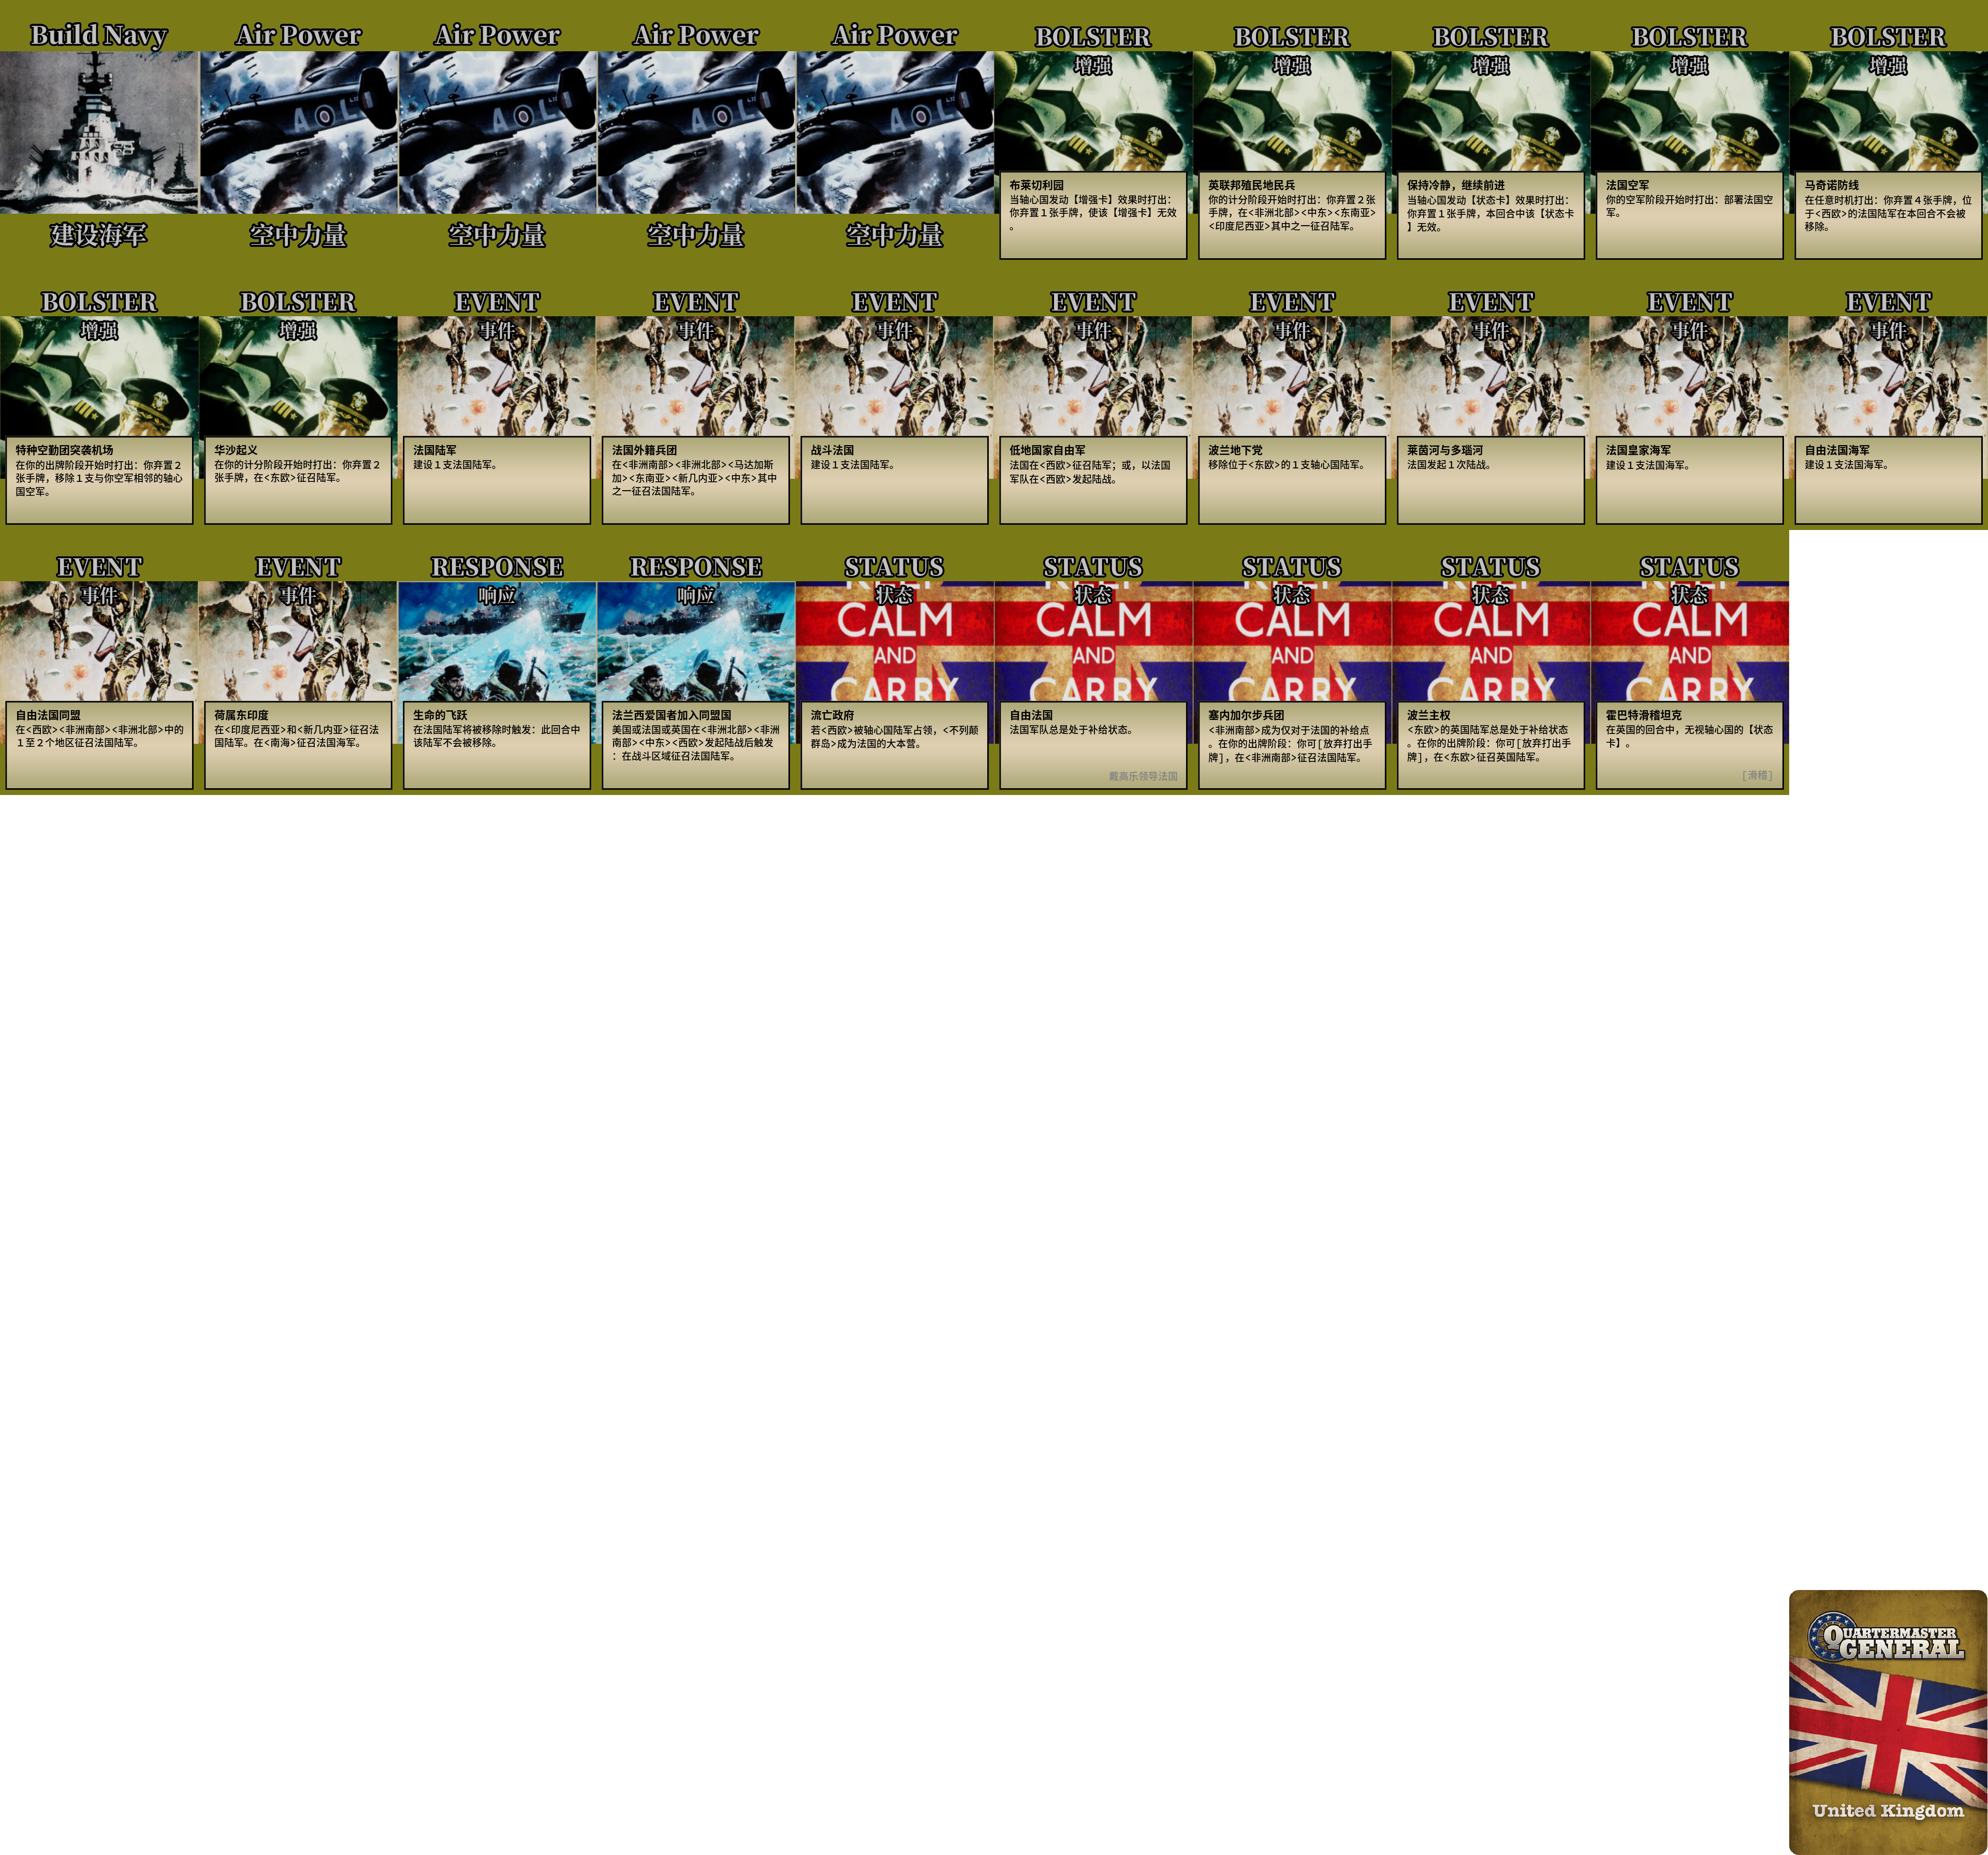 Build Navy
建设海军
Air Power
空中力量
Air Power
空中力量
Air Power
空中力量
Air Power
空中力量
BOLSTER
增强
布莱切利园
当轴心国发动【增强卡】效果时打出：
你弃置１张手牌，使该【增强卡】无效
。
BOLSTER
增强
英联邦殖民地民兵
你的计分阶段开始时打出：你弃置２张
手牌，在<非洲北部><中东><东南亚>
<印度尼西亚>其中之一征召陆军。
BOLSTER
增强
保持冷静，继续前进
当轴心国发动【状态卡】效果时打出：
你弃置１张手牌，本回合中该【状态卡
】无效。
BOLSTER
增强
法国空军
你的空军阶段开始时打出：部署法国空
军。
BOLSTER
增强
马奇诺防线
在任意时机打出：你弃置４张手牌，位
于<西欧>的法国陆军在本回合不会被
移除。
BOLSTER
增强
特种空勤团突袭机场
在你的出牌阶段开始时打出：你弃置２
张手牌，移除１支与你空军相邻的轴心
国空军。
BOLSTER
增强
华沙起义
在你的计分阶段开始时打出：你弃置２
张手牌，在<东欧>征召陆军。
EVENT
事件
法国陆军
建设１支法国陆军。
EVENT
事件
法国外籍兵团
在<非洲南部><非洲北部><马达加斯
加><东南亚><新几内亚><中东>其中
之一征召法国陆军。
EVENT
事件
战斗法国
建设１支法国陆军。
EVENT
事件
低地国家自由军
法国在<西欧>征召陆军；或，以法国
军队在<西欧>发起陆战。
EVENT
事件
波兰地下党
移除位于<东欧>的１支轴心国陆军。
EVENT
事件
莱茵河与多瑙河
法国发起１次陆战。
EVENT
事件
法国皇家海军
建设１支法国海军。
EVENT
事件
自由法国海军
建设１支法国海军。
EVENT
事件
自由法国同盟
在<西欧><非洲南部><非洲北部>中的
１至２个地区征召法国陆军。
EVENT
事件
荷属东印度
在<印度尼西亚>和<新几内亚>征召法
国陆军。在<南海>征召法国海军。
RESPONSE
响应
生命的飞跃
在法国陆军将被移除时触发：此回合中
该陆军不会被移除。
RESPONSE
响应
法兰西爱国者加入同盟国
美国或法国或英国在<非洲北部><非洲
南部><中东><西欧>发起陆战后触发
：在战斗区域征召法国陆军。
STATUS
状态
CALM
AND
CARRY
流亡政府
若<西欧>被轴心国陆军占领，<不列颠
群岛>成为法国的大本营。
STATUS
状态
CALM
AND
CARRY
自由法国
法国军队总是处于补给状态。
戴高乐领导法国
STATUS
状态
CALM
AND
CARRY
塞内加尔步兵团
<非洲南部>成为仅对于法国的补给点
。在你的出牌阶段：你可[放弃打出手
牌]，在<非洲南部>征召法国陆军。
STATUS
状态
CALM
AND
CARRY
波兰主权
<东欧>的英国陆军总是处于补给状态
。在你的出牌阶段：你可[放弃打出手
牌]，在<东欧>征召英国陆军。
STATUS
状态
CALM
AND
CARRY
霍巴特滑稽坦克
在英国的回合中，无视轴心国的【状态
卡】。
[滑稽]
QUARTERMASTER
GENERAL
United Kingdom